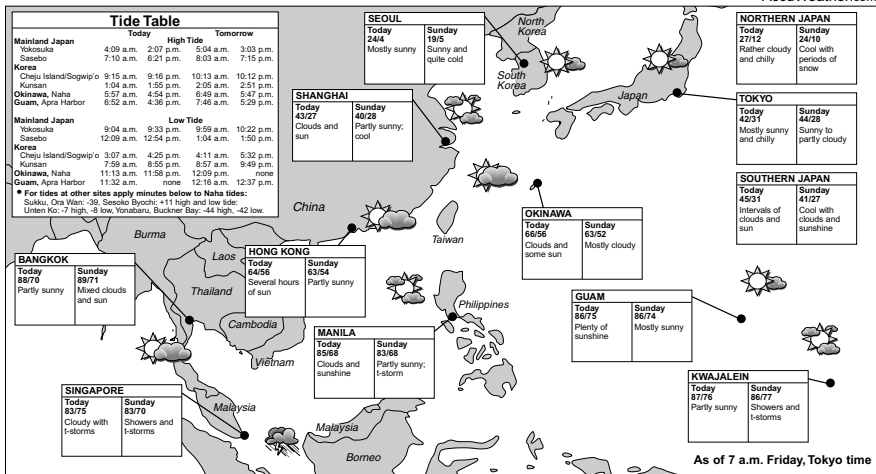 Tide Table
Today Tomorrow
Mainland Japan High Tide
Yokosuka 4:09 a.m. 2:07 p.m. 5:04 a.m. 3:03 p.m.
Sasebo 7:10 a.m. 6:21 p.m. 8:03 a.m. 7:15 p.m.
Korea
Cheju Island/Sogwip'o 9:15 a.m. 9:16 p.m. 10:13 a.m. 10:12 p.m.
Kunsan 1:04 a.m. 1:55 p.m. 2:05 a.m. 2:51 p.m.
Okinawa, Naha 5:57 a.m. 4:54 p.m. 6:49 a.m. 5:47 p.m.
Guam, Apra Harbor 6:52 a.m. 4:36 p.m. 7:46 a.m. 5:29 p.m.
Mainland Japan Low Tide
Yokosuka 9:04 a.m. 9:33 p.m. 9:59 a.m. 10:22 p.m.
Sasebo 12:09 a.m. 12:54 p.m. 1:04 a.m. 1:50 p.m.
Korea
Cheju Island/Sogwip'o 3:07 a.m. 4:25 p.m. 4:11 a.m. 5:32 p.m.
Kunsan 7:59 a.m. 8:55 p.m. 8:57 a.m. 9:49 p.m.
Okinawa, Naha 11:13 a.m. 11:58 p.m. 12:09 p.m. none
Guam, Apra Harbor 11:32 a.m. none 12:16 a.m. 12:37 p.m.
• For tides at other sites apply minutes below to Naha tides:
Sukku, Ora Wan: -39, Sesoko Byochi: +11 high and low tide:
Unten Ko: -7 high, -8 low, Yonabaru, Buckner Bay: -44 high, -42 low.
SEOUL
Today Sunday
24/4 19/5
Mostly sunny Sunny and
quite cold
North
Korea
South
Korea
NORTHERN JAPAN
Today Sunday
27/12 24/10
Rather cloudy Cool with
and chilly periods of
snow
Japan
SHANGHAI
Today Sunday
43/27 40/28
Clouds and Partly sunny;
sun cool
TOKYO
Today Sunday
42/31 44/28
Mostly sunny Sunny to
and chilly partly cloudy
SOUTHERN JAPAN
Today Sunday
45/31 41/27
Intervals of Cool with
clouds and clouds and
sun sunshine
China
Taiwan
OKINAWA
Today Sunday
66/56 63/52
Clouds and Mostly cloudy
some sun
Burma
Laos
Thailand
Cambodia
Vietnam
BANGKOK
Today Sunday
88/70 89/71
Partly sunny Mixed clouds
and sun
HONG KONG
Today Sunday
64/56 63/54
Several hours Partly sunny
of sun
Philippines
MANILA
Today Sunday
85/68 83/68
Clouds and Partly sunny;
sunshine t-storm
GUAM
Today Sunday
86/75 86/74
Plenty of Mostly sunny
sunshine
KWAJALEIN
Today Sunday
87/76 86/77
Partly sunny Showers and
t-storms
SINGAPORE
Today Sunday
83/75 83/70
Cloudy with Showers and
t-storms t-storms
Malaysia
Malaysia
Borneo
As of 7 a.m. Friday, Tokyo time